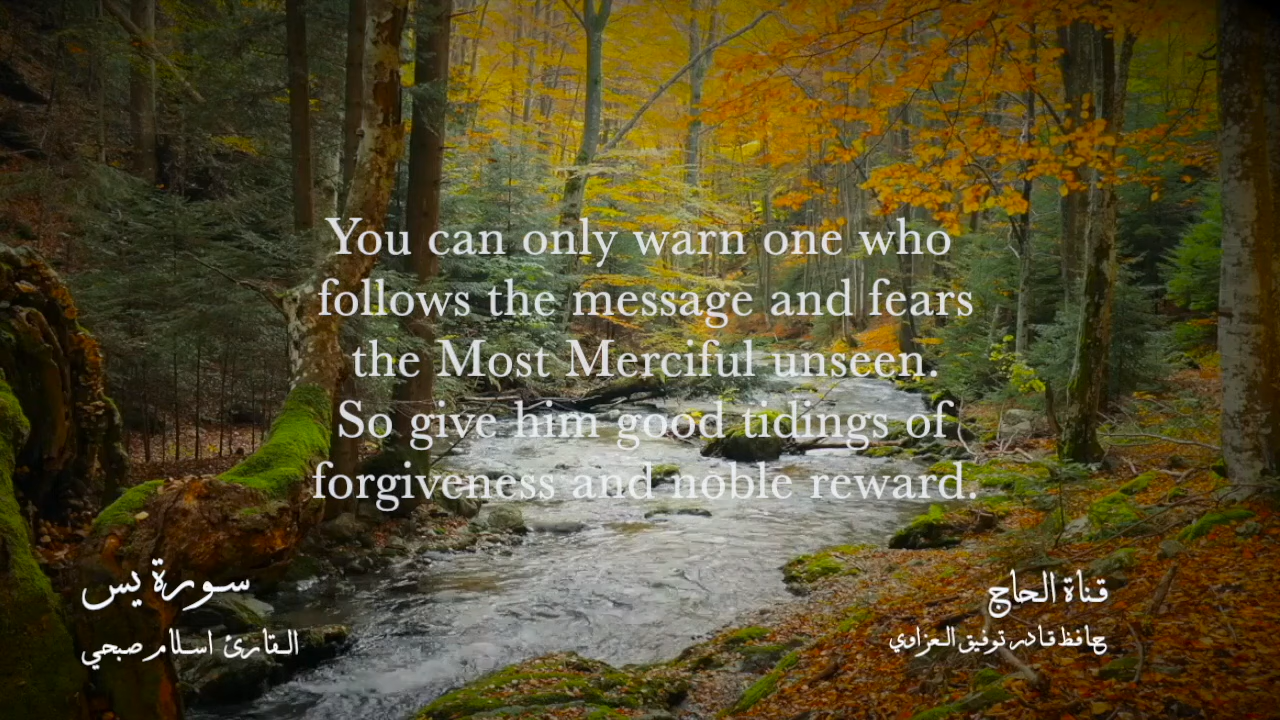 You can only warn one who
follows the message and fears
the Most Merciful unseen.
So give him good tidings of
forgiveness and noble reward.
سورة يس
القارئ اسلام صبحي
قناة الحاج
حافظ قادر توفيق العزاوي